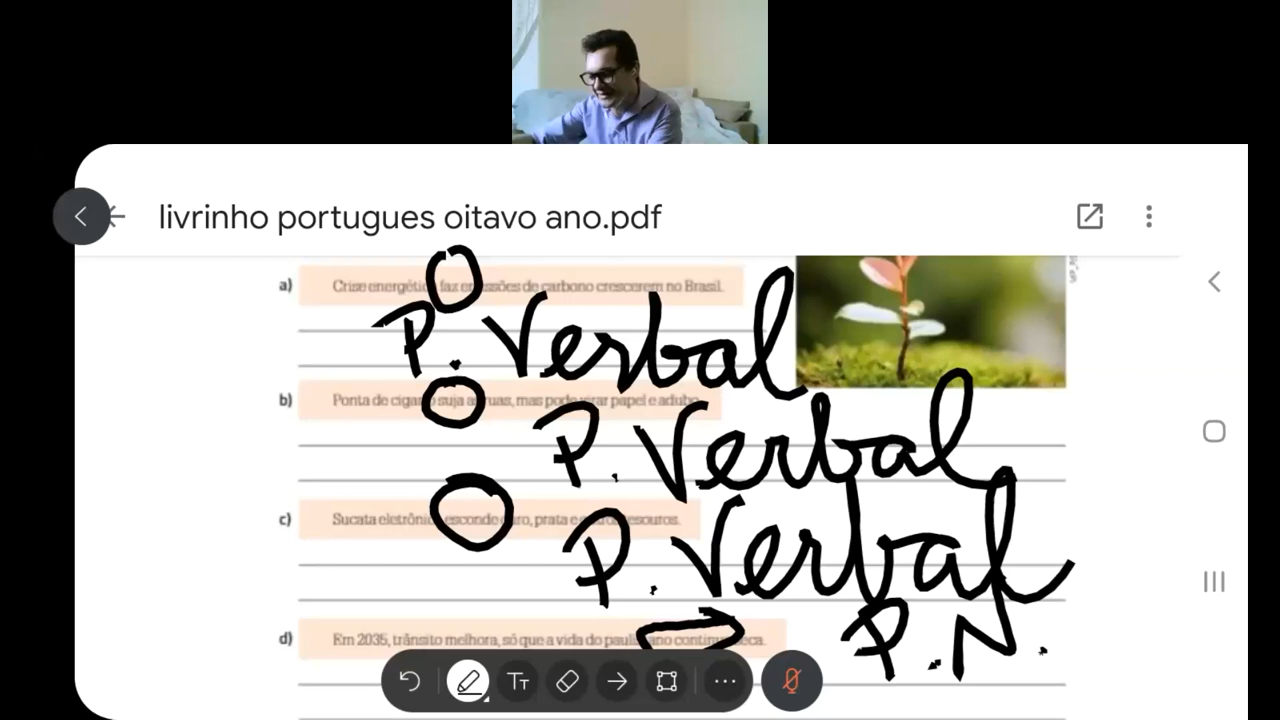 livrinho portugues oitavo ano.pdf
a) Crise energética faz emissões de carbono crescerem no Brasil.
P. Verbal
b) Ponta de cigarro suja as ruas, mas pode virar papel e adubo.
P. Verbal
c) Sucata eletrônica esconde ouro, prata e outros tesouros.
P. Verbal
d) Em 2035, trânsito melhora, só que a vida do paulistano continua
P. N.
Tт